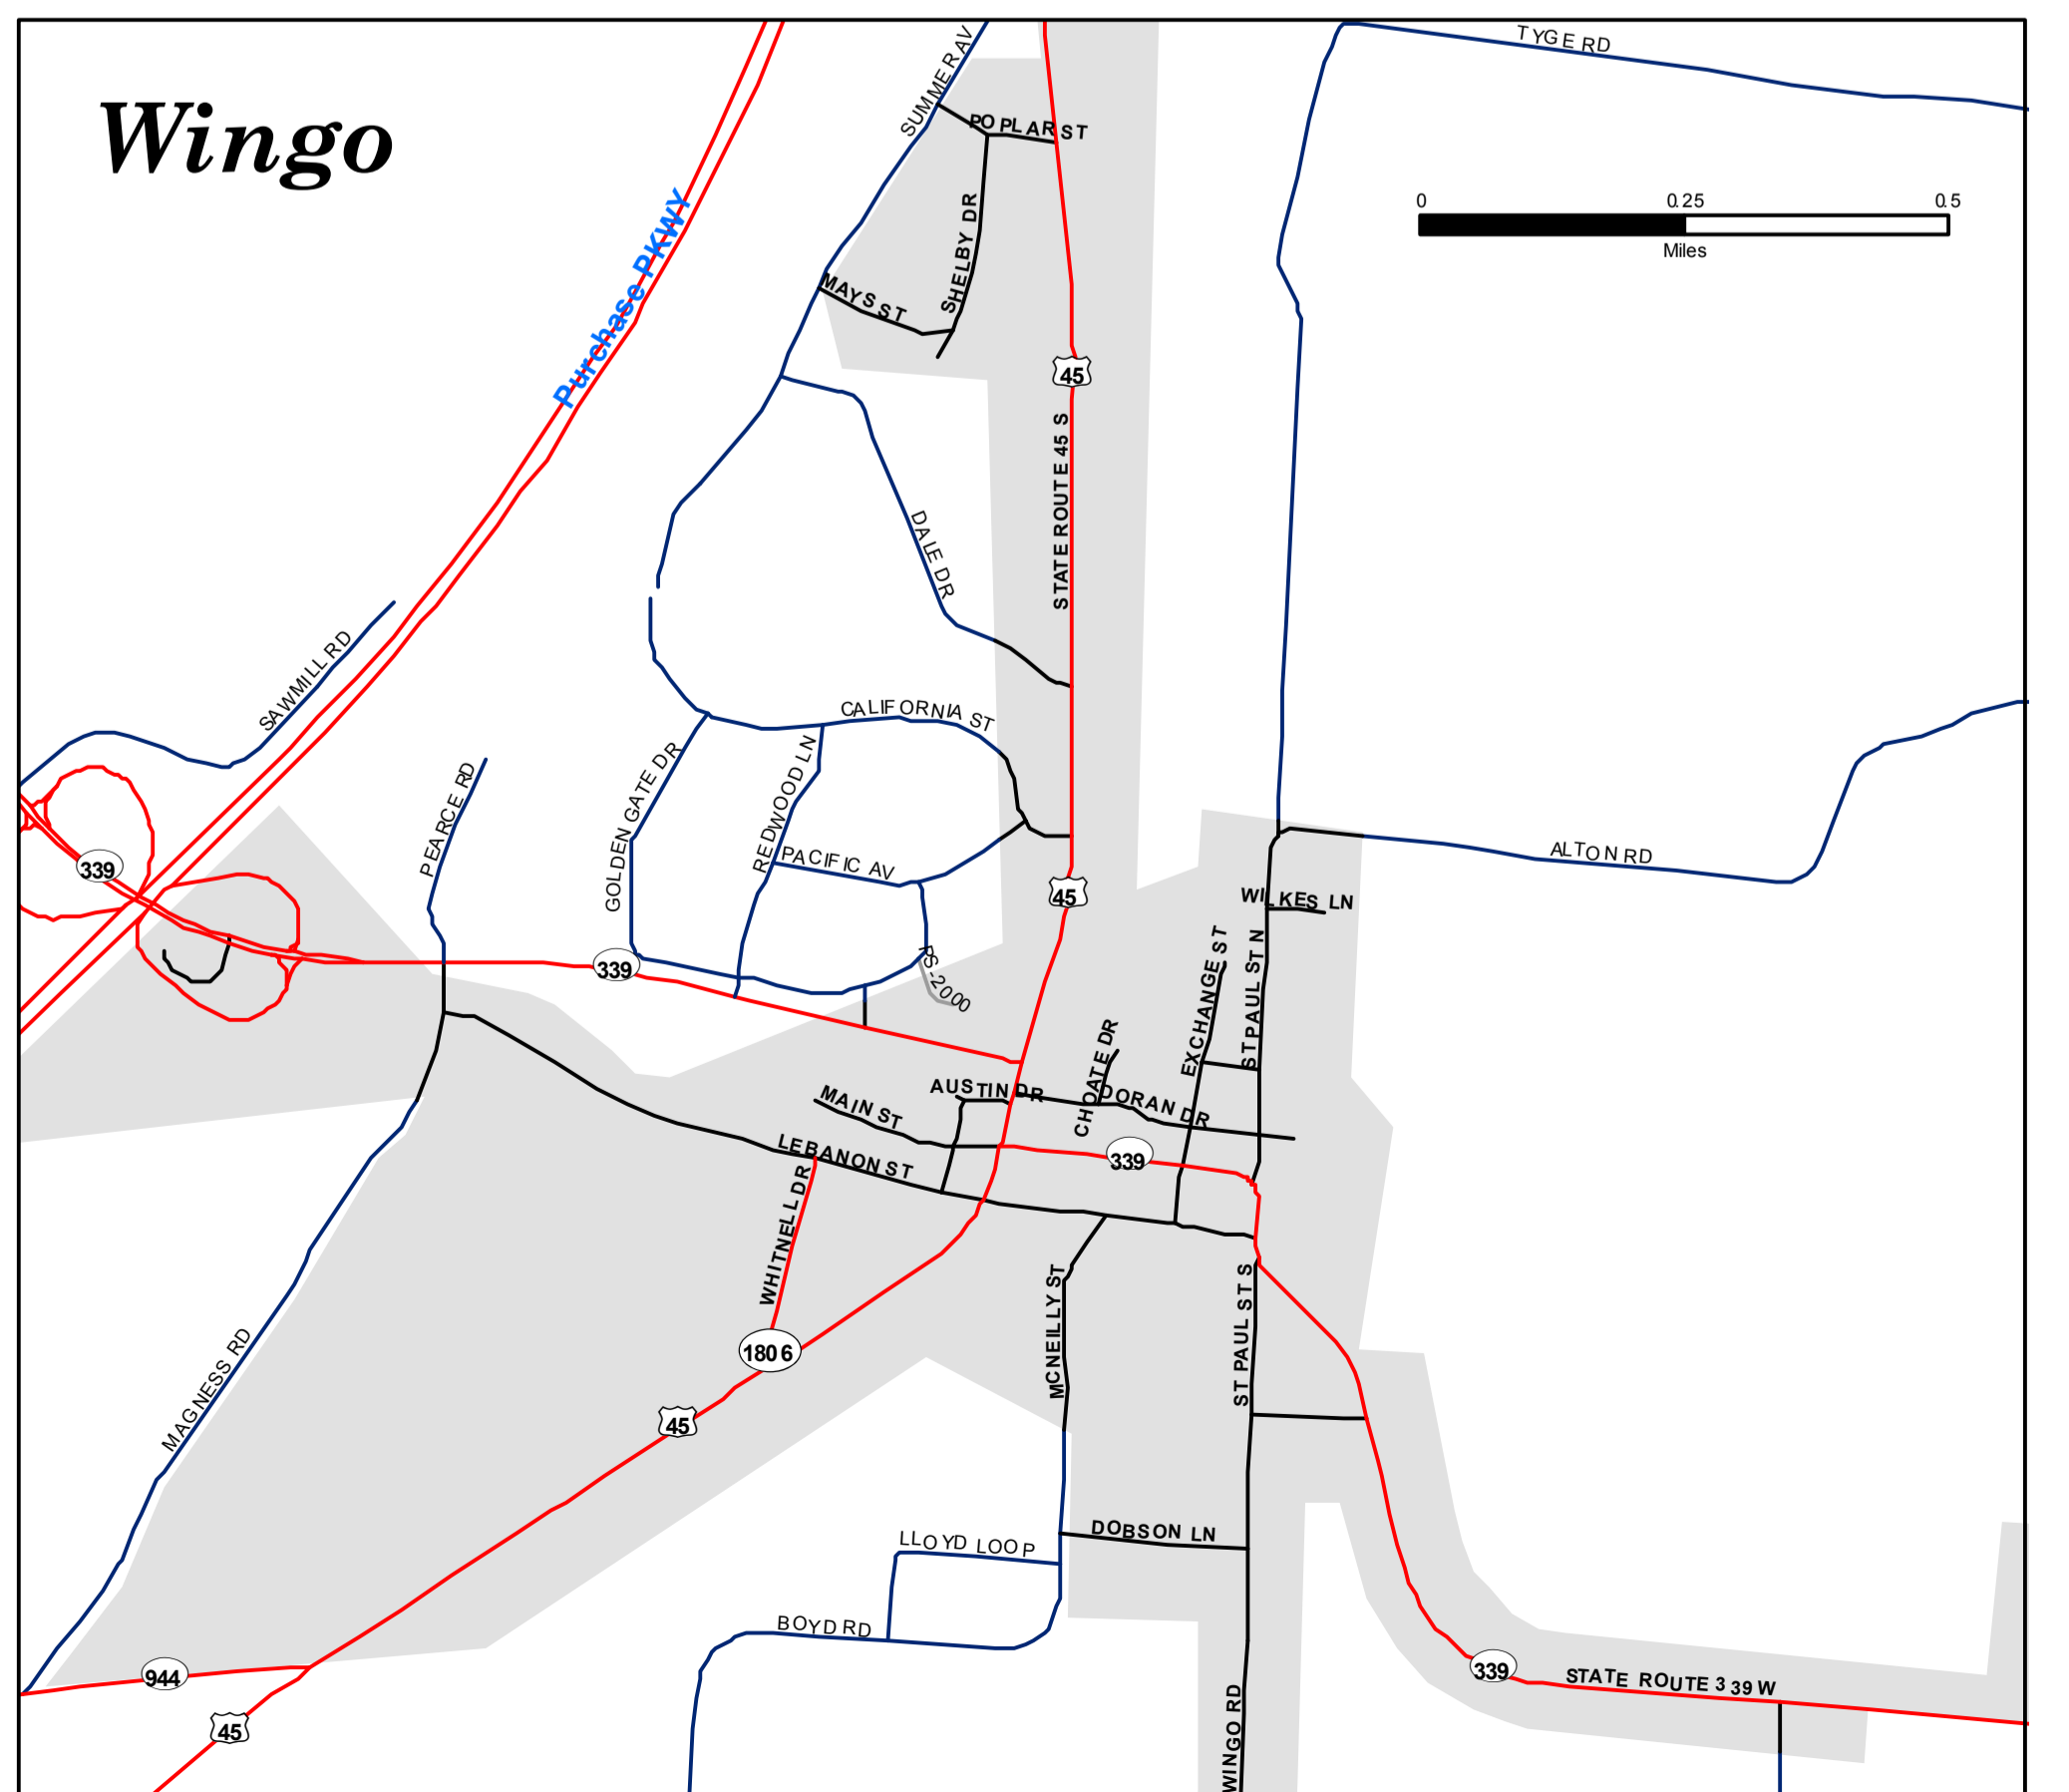 TYGE RD
SUMMER AV
Wingo
POPLAR ST
0 0.25 0.5
Miles
Purchase PKWY
SHELBY DR
MAYS ST
45
STATE ROUTE 45 S
DALE DR
SAWMILL RD
CALIFORNIA ST
GOLDEN GATE DR
REDWOOD LN
PEARCE RD
339
PACIFIC AV
ALTON RD
45
WILKES LN
EXCHANGE ST
ST PAUL ST N
339
RS-2000
CHOATE DR
AUSTIN DR
DORAN DR
MAIN ST
LEBANON ST
339
WHITNELL DR
MCNEILLY ST
ST PAUL ST S
1806
45
MAGNESS RD
DOBSON LN
LLOYD LOOP
BOYD RD
944
339
STATE ROUTE 339 W
45
WINGO RD